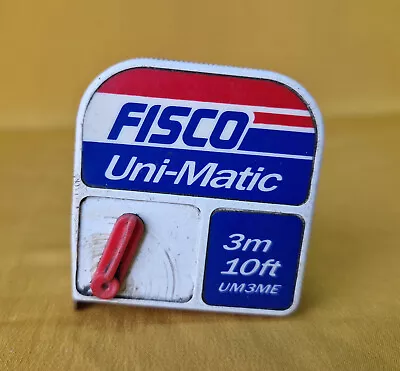 FISCO
Uni-Matic
3m
10ft
UM3ME